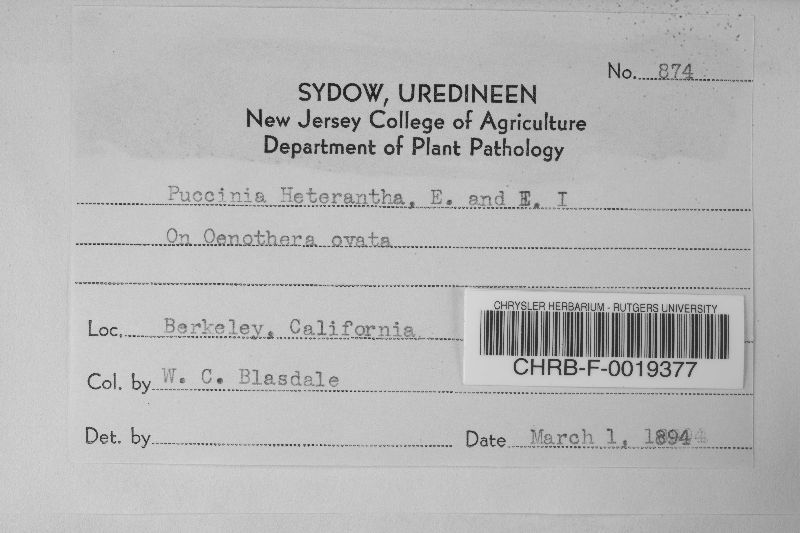 No. 874
SYDOW, UREDINEEN
New Jersey College of Agriculture
Department of Plant Pathology
Puccinia Heterantha, E. and E. I
On Oenothera ovata
Loc. Berkeley, California
CHRYSLER HERBARIUM - RUTGERS UNIVERSITY
CHRB-F-0019377
Col. by W. C. Blasdale
Det. by
Date March 1, 1894